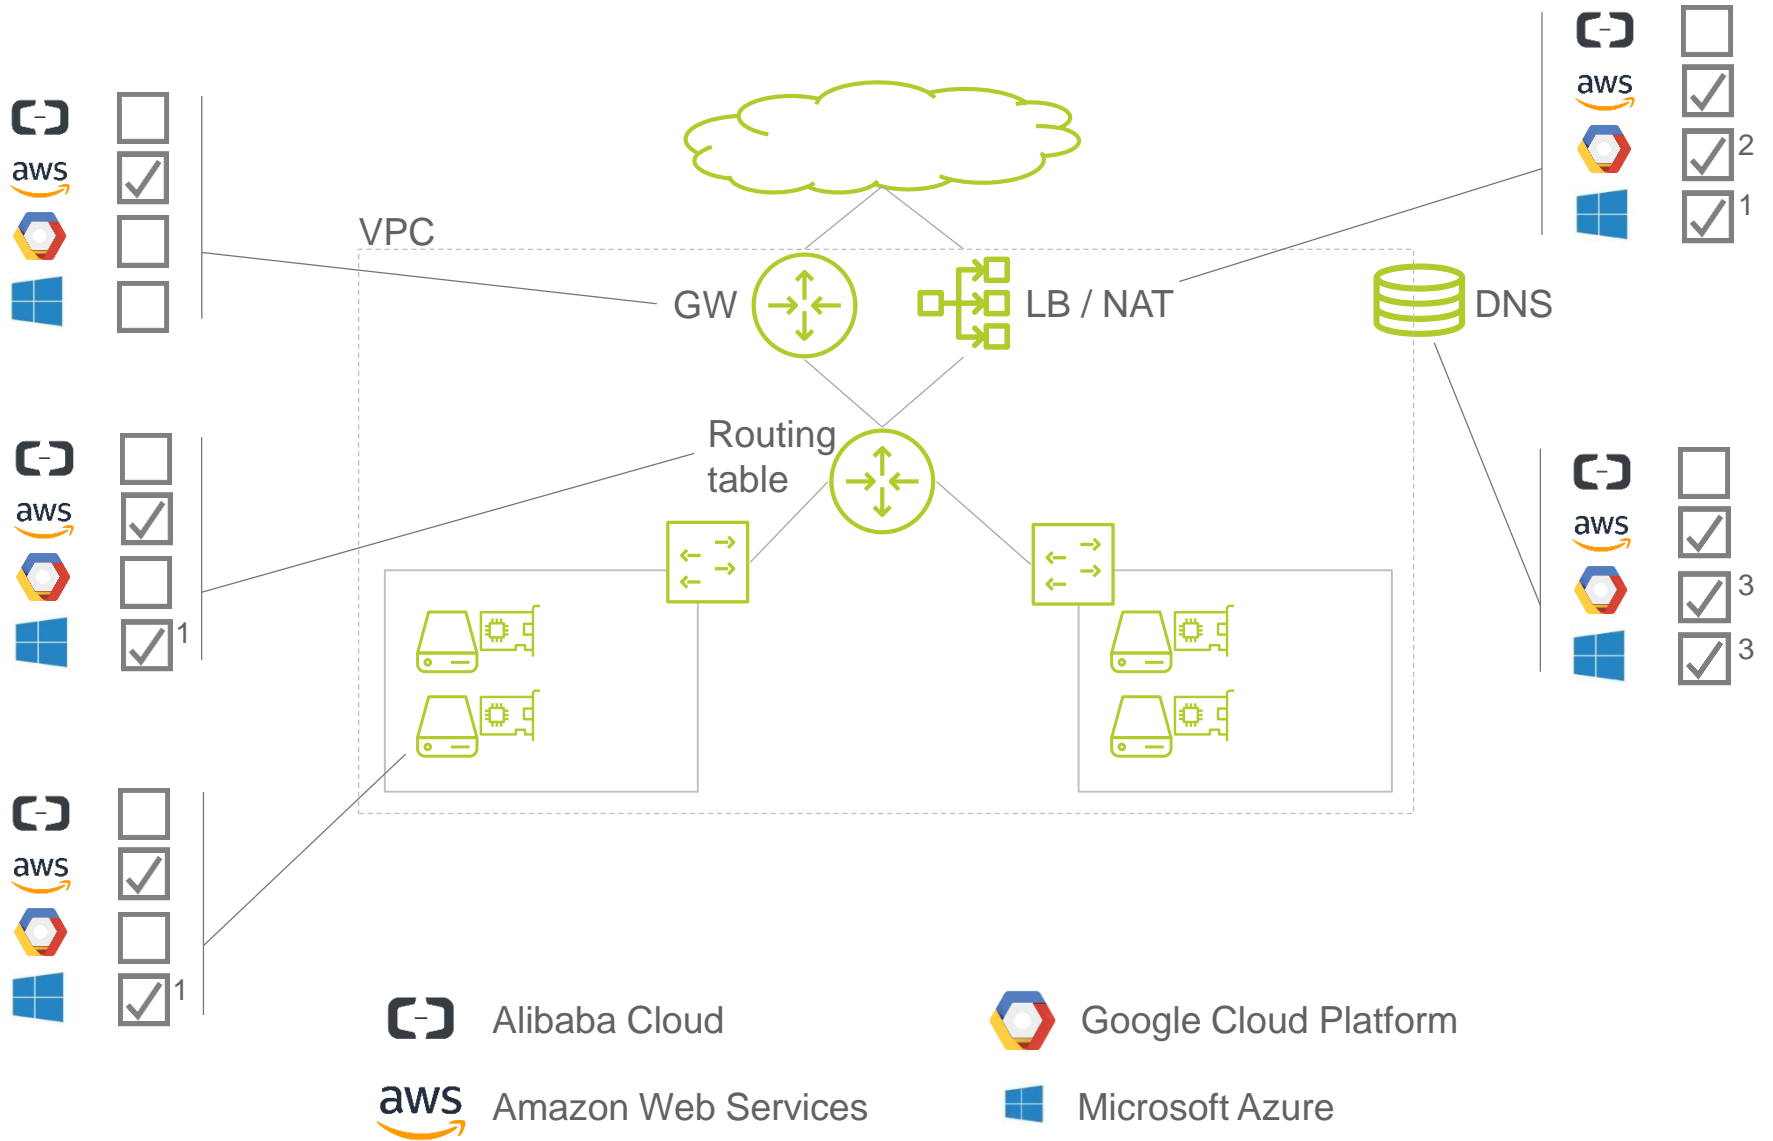 aws
2
aws
1
VPC
GW
LB / NAT
DNS
Routing
table
aws
1
aws
3
3
aws
1
Alibaba Cloud
Google Cloud Platform
aws
Amazon Web Services
Microsoft Azure